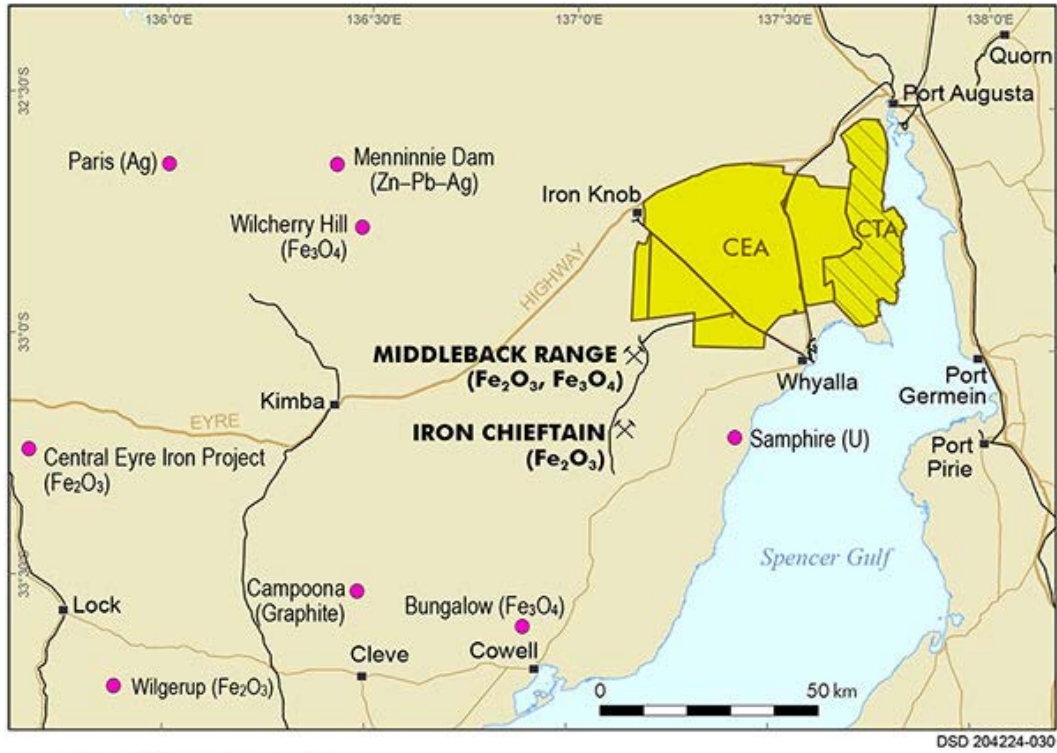 136°0'E
136°30'E
137°0'E
137°30'E
138°0'E
Quorn
32°30'S
Port Augusta
Paris (Ag)
Menninnie Dam
(Zn–Pb–Ag)
Iron Knob
Wilcherry Hill
(Fe₃O₄)
CEA
CTA
HIGHWAY
33°0'S
MIDDLEBACK RANGE
(Fe₂O₃, Fe₃O₄)
Whyalla
Port
Germein
Kimba
EYRE
IRON CHIEFTAIN
(Fe₂O₃)
Samphire (U)
Port
Pirie
Central Eyre Iron Project
(Fe₂O₃)
Spencer Gulf
33°30'S
Campoona
(Graphite)
Bungalow (Fe₃O₄)
Lock
Cleve
Cowell
Wilgerup (Fe₂O₃)
0
50 km
DSD 204224-030